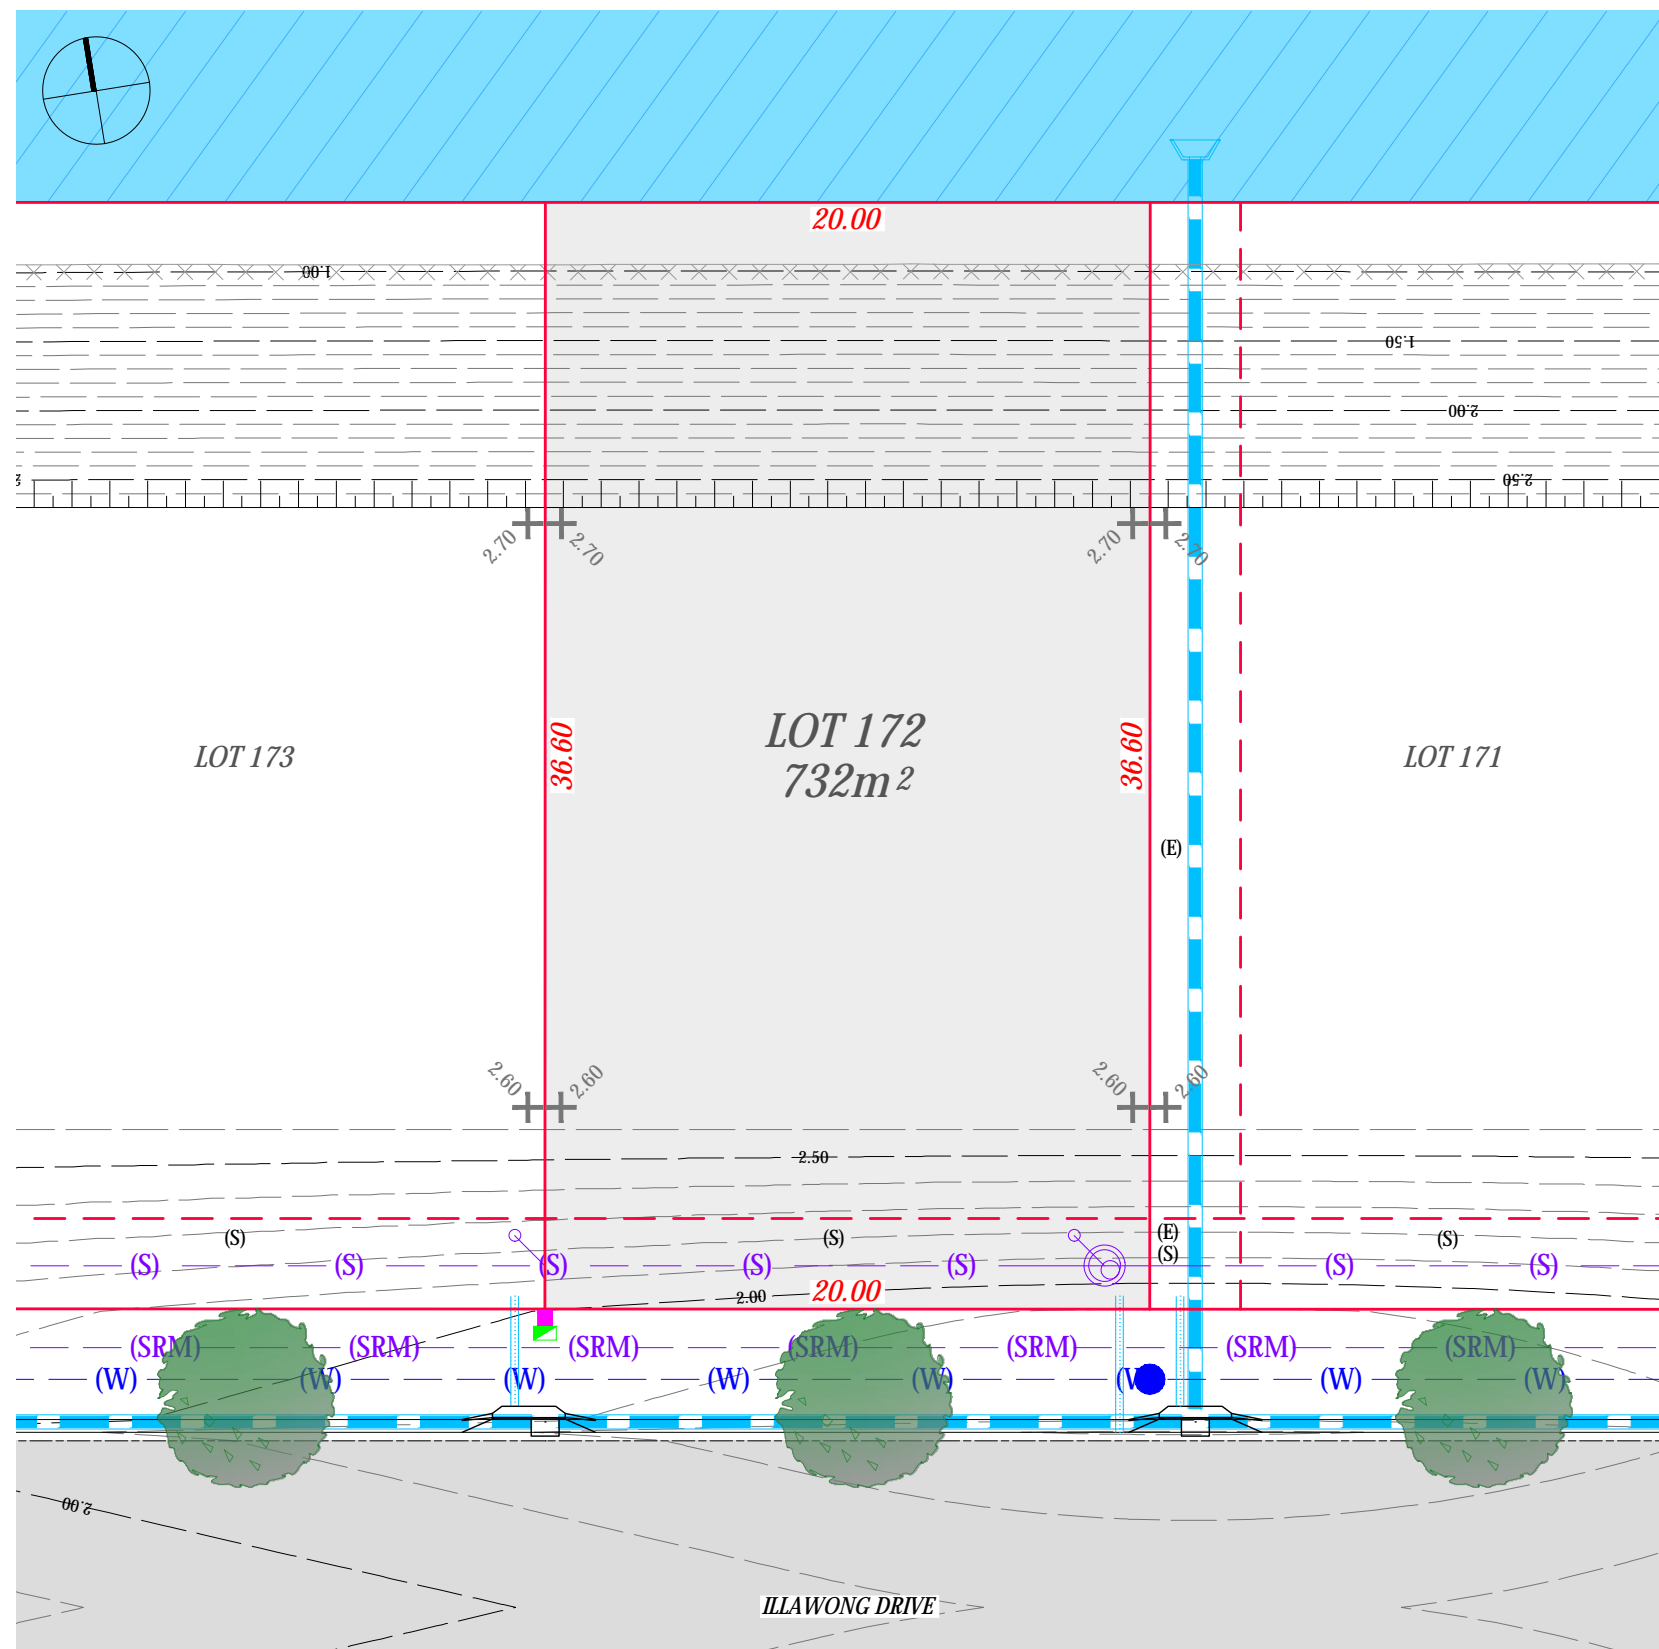 20.00
1.00
1.50
2.00
2.50
2.70
2.70
2.70
2.70
LOT 173
36.60
LOT 172
732m²
36.60
LOT 171
(E)
2.60
2.60
2.60
2.60
2.50
(S)
(S)
(E)
(S)
(S)
(S)
(S)
(S)
(S)
(S)
(S)
(S)
2.00
20.00
(SRM)
(SRM)
(SRM)
(SRM)
(SRM)
(SRM)
(SRM)
(W)
(W)
(W)
(W)
(W)
(W)
(W)
2.00
ILLAWONG DRIVE